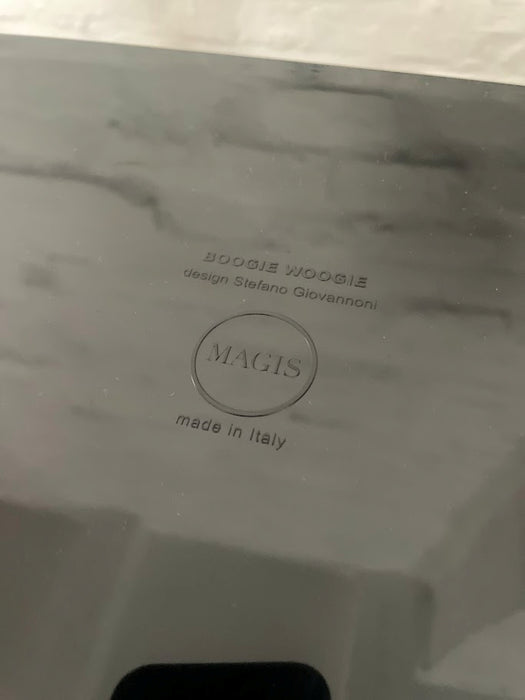 BOOGIE WOOGIE
design Stefano Giovannoni
MAGIS
made in Italy